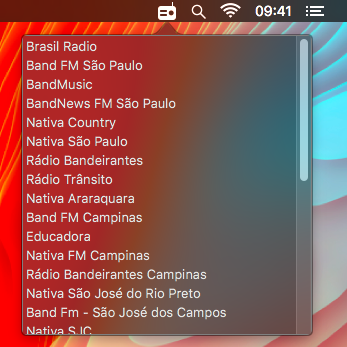 09:41
Brasil Radio
Band FM São Paulo
BandMusic
BandNews FM São Paulo
Nativa Country
Nativa São Paulo
Rádio Bandeirantes
Rádio Trânsito
Nativa Araraquara
Band FM Campinas
Educadora
Nativa FM Campinas
Rádio Bandeirantes Campinas
Nativa São José do Rio Preto
Band Fm - São José dos Campos
Nativa SJC